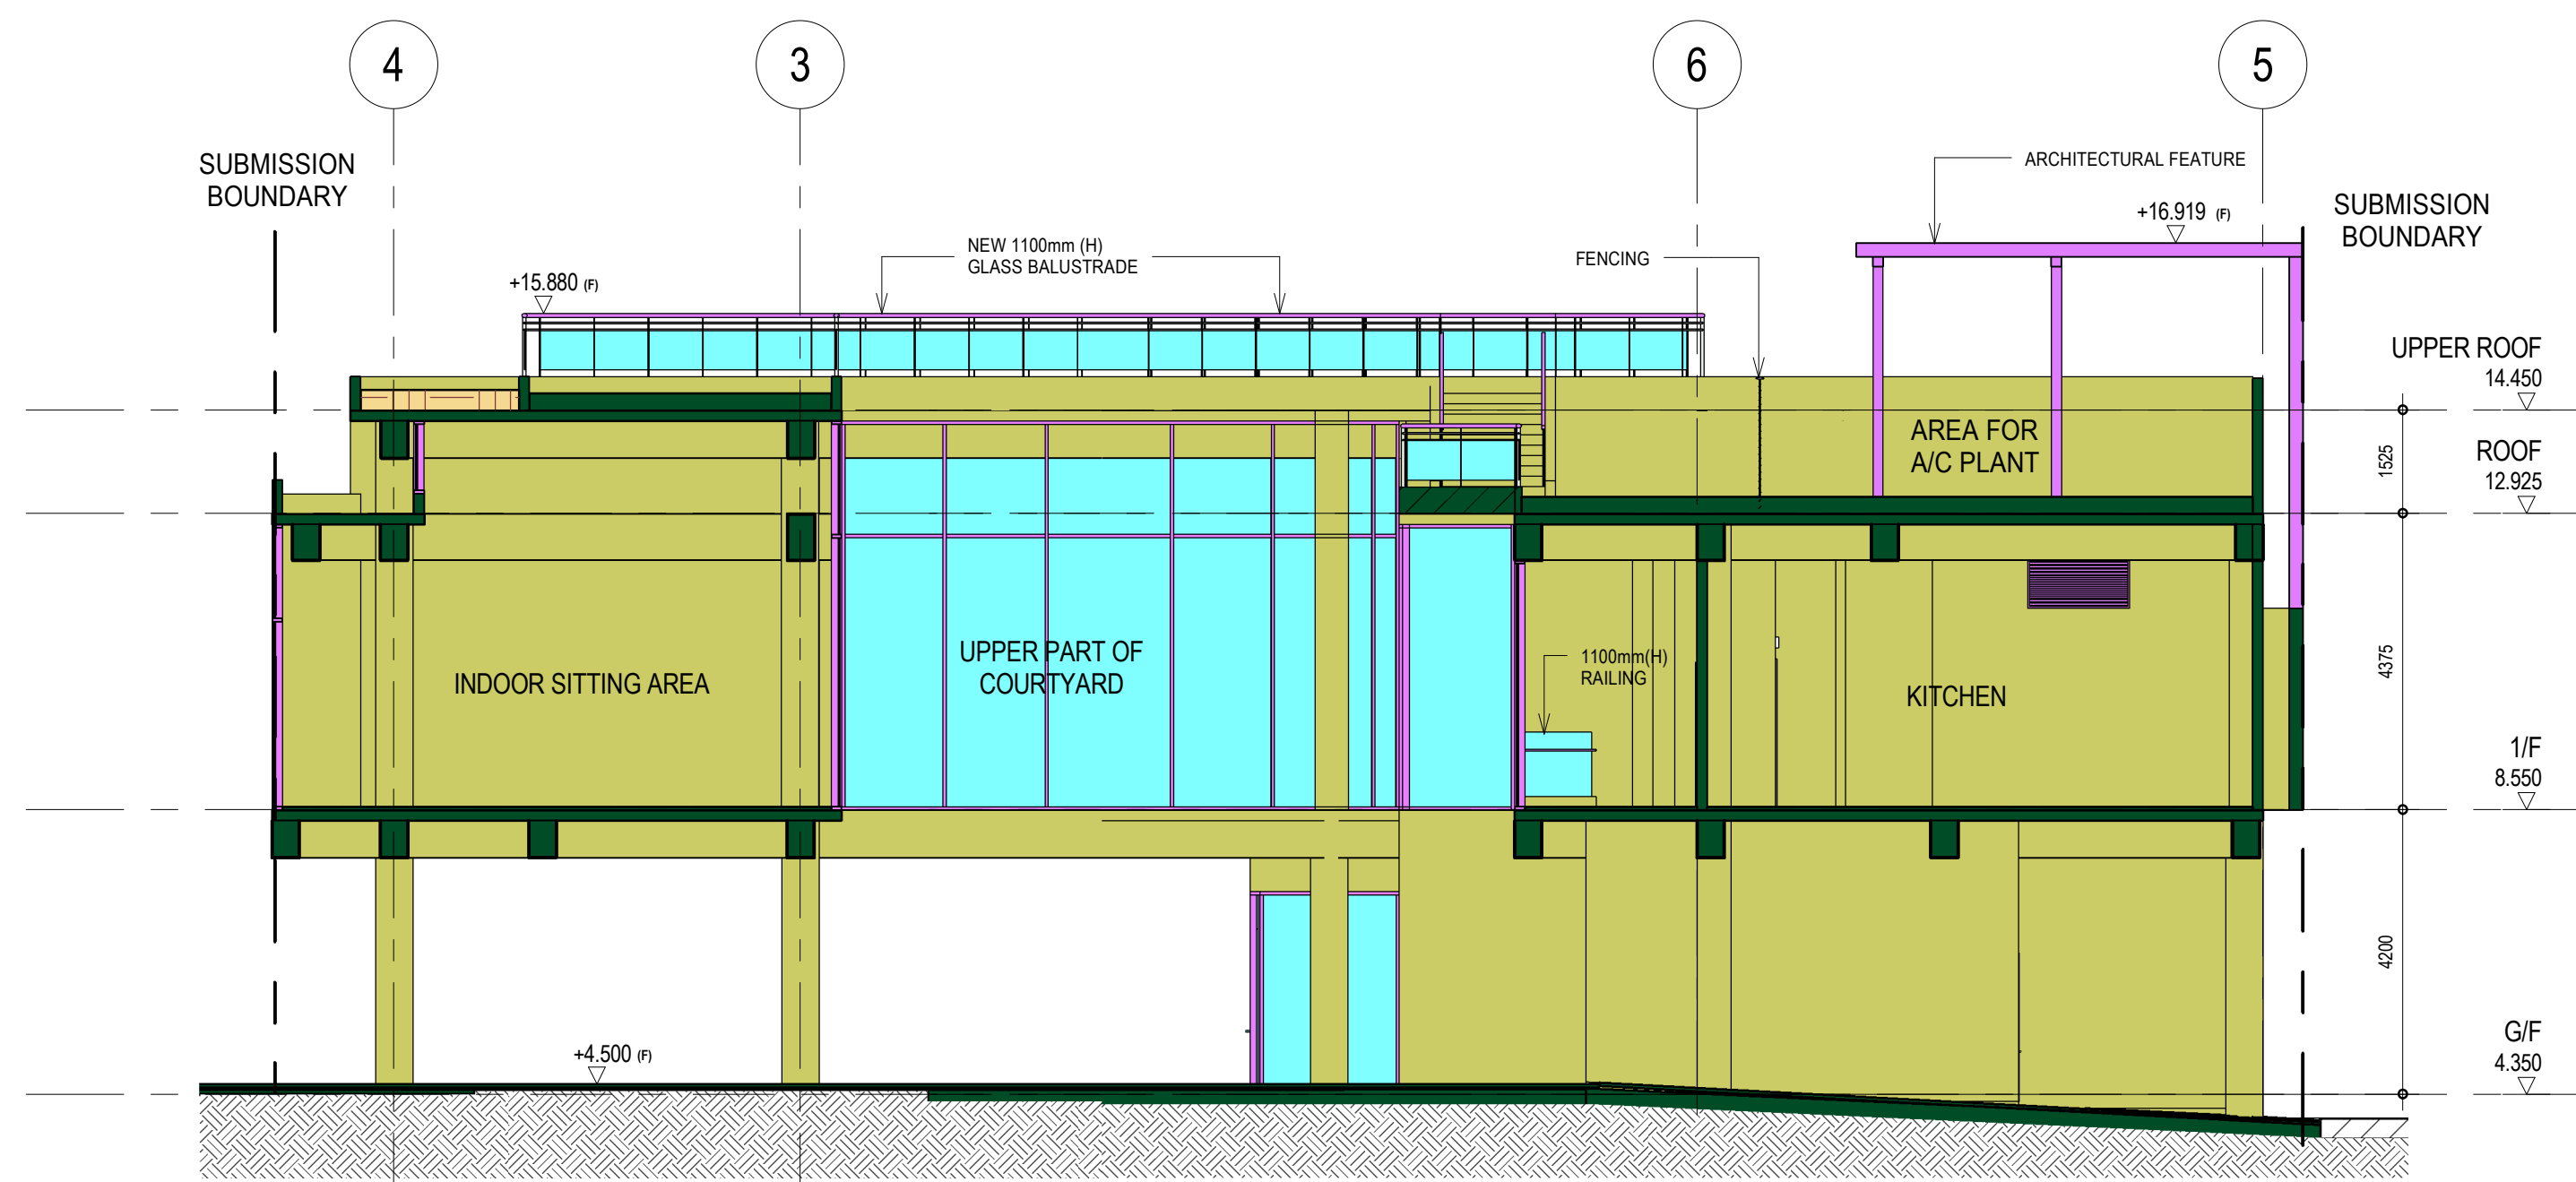 4
3
6
5
SUBMISSION
BOUNDARY
ARCHITECTURAL FEATURE
+16.919 (F)
SUBMISSION
BOUNDARY
NEW 1100mm (H)
GLASS BALUSTRADE
FENCING
+15.880 (F)
UPPER ROOF
14.450
AREA FOR
A/C PLANT
1525
ROOF
12.925
INDOOR SITTING AREA
UPPER PART OF
COURTYARD
1100mm(H)
RAILING
KITCHEN
4375
1/F
8.550
4200
+4.500 (F)
G/F
4.350